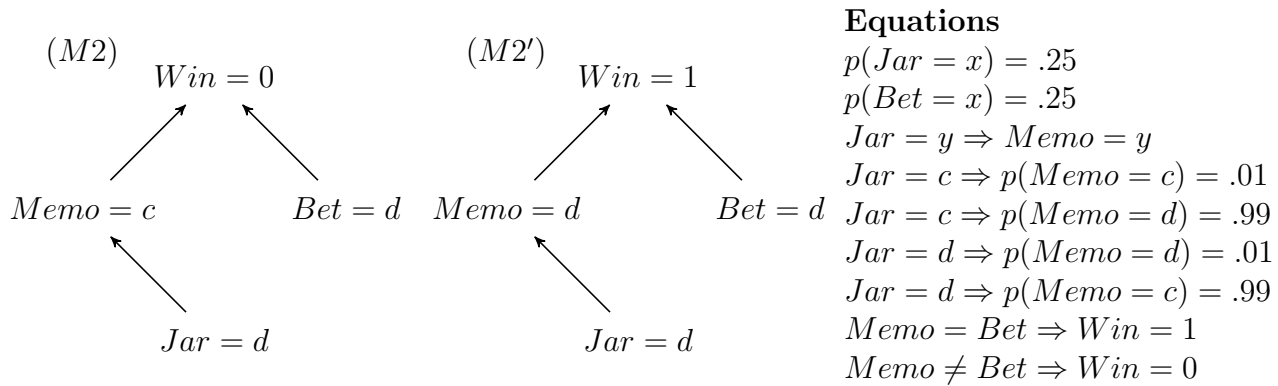 (M2)
Win = 0
Memo = c
Bet = d
Jar = d
(M2′)
Win = 1
Memo = d
Bet = d
Jar = d
Equations
p(Jar = x) = .25
p(Bet = x) = .25
Jar = y ⇒ Memo = y
Jar = c ⇒ p(Memo = c) = .01
Jar = c ⇒ p(Memo = d) = .99
Jar = d ⇒ p(Memo = d) = .01
Jar = d ⇒ p(Memo = c) = .99
Memo = Bet ⇒ Win = 1
Memo ≠ Bet ⇒ Win = 0